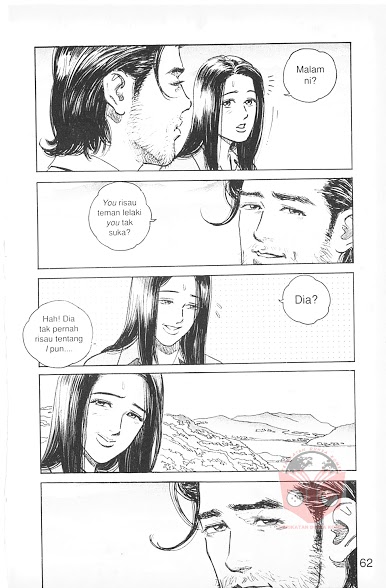 Malam
ni?
You risau
teman lelaki
you tak
suka?
Dia?
Hah! Dia
tak pernah
risau tentang
I pun....
62